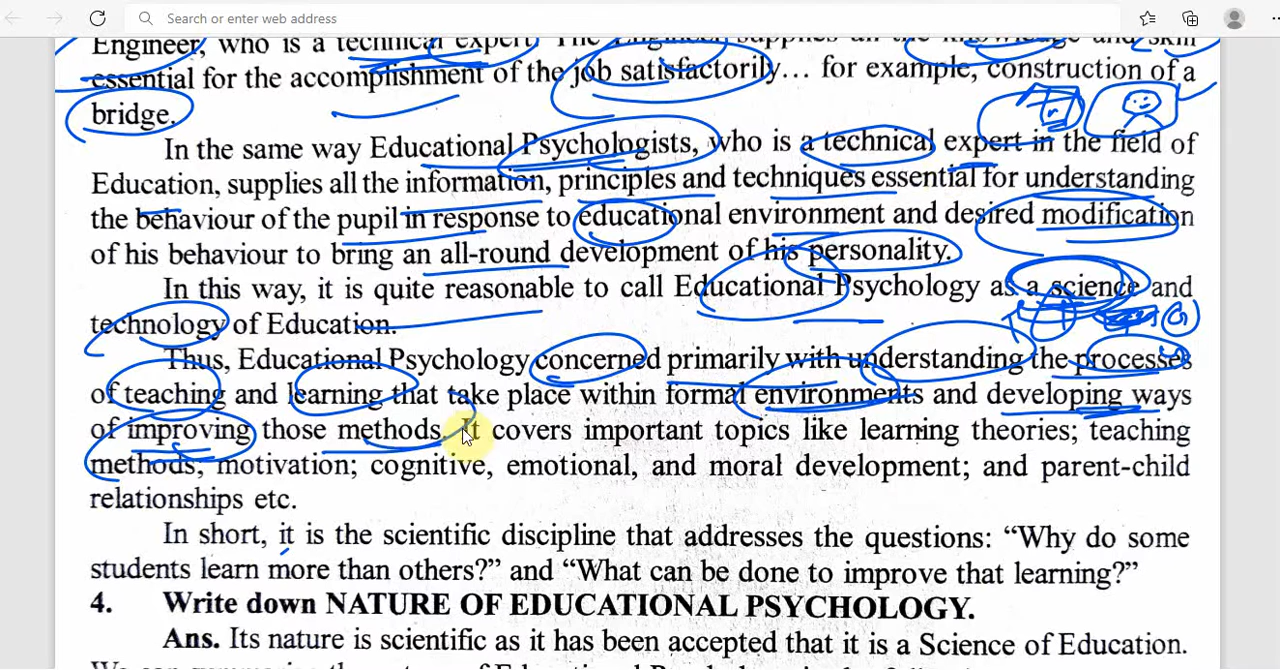 Search or enter web address
Engineer, who is a technical expert. The Engineer supplies all the knowledge and skill
essential for the accomplishment of the job satisfactorily... for example, construction of a
bridge.
In the same way Educational Psychologists, who is a technical expert in the field of
Education, supplies all the information, principles and techniques essential for understanding
the behaviour of the pupil in response to educational environment and desired modification
of his behaviour to bring an all-round development of his personality.
In this way, it is quite reasonable to call Educational Psychology as a science and
technology of Education.
Thus, Educational Psychology concerned primarily with understanding the processes
of teaching and learning that take place within formal environments and developing ways
of improving those methods. It covers important topics like learning theories; teaching
methods; motivation; cognitive, emotional, and moral development; and parent-child
relationships etc.
In short, it is the scientific discipline that addresses the questions: “Why do some
students learn more than others?” and “What can be done to improve that learning?”
4. Write down NATURE OF EDUCATIONAL PSYCHOLOGY.
Ans. Its nature is scientific as it has been accepted that it is a Science of Education.